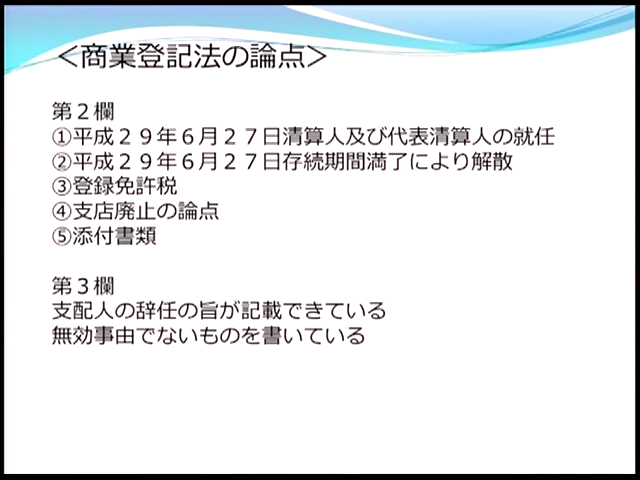 ＜商業登記法の論点＞
第２欄
①平成２９年６月２７日清算人及び代表清算人の就任
②平成２９年６月２７日存続期間満了により解散
③登録免許税
④支店廃止の論点
⑤添付書類
第３欄
支配人の辞任の旨が記載できている
無効事由でないものを書いている